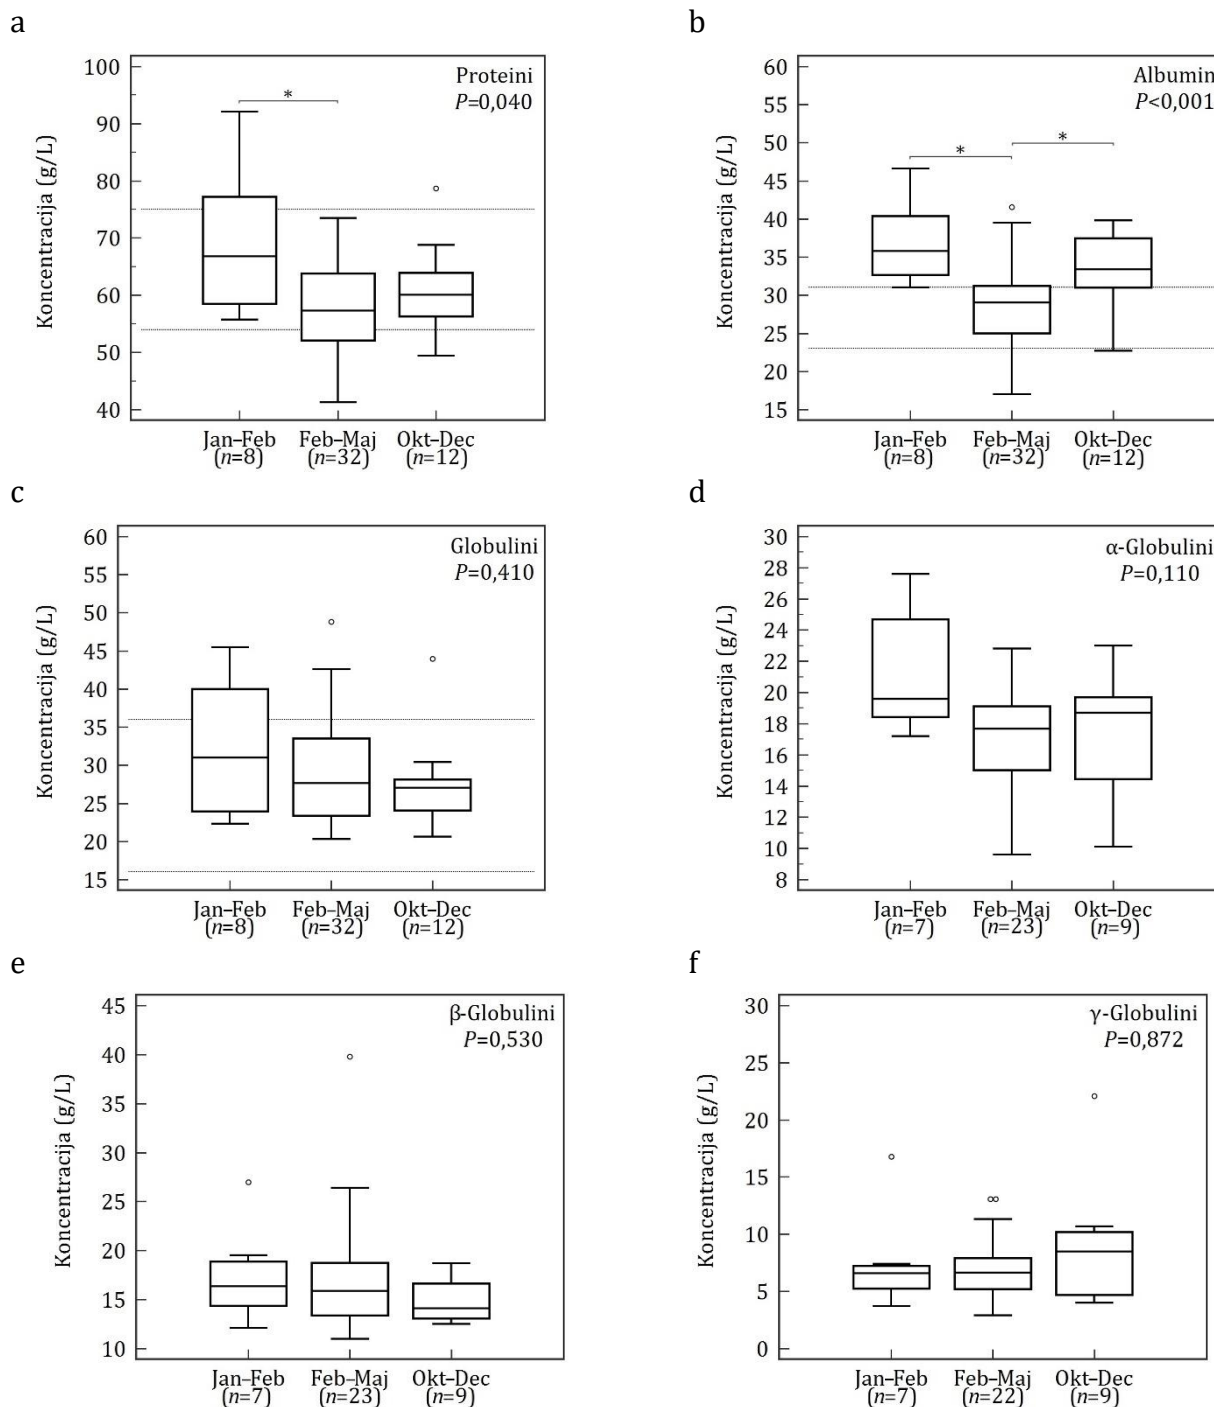 a
Proteini
P=0,040
*
Koncentracija (g/L)
100
90
80
70
60
50
40
Jan–Feb Feb–Maj Okt–Dec
(n=8) (n=32) (n=12)
b
Albumin
P<0,001
* *
Koncentracija (g/L)
60
55
50
45
40
35
30
25
20
15
Jan–Feb Feb–Maj Okt–Dec
(n=8) (n=32) (n=12)
c
Globulini
P=0,410
Koncentracija (g/L)
60
55
50
45
40
35
30
25
20
15
Jan–Feb Feb–Maj Okt–Dec
(n=8) (n=32) (n=12)
d
α-Globulini
P=0,110
Koncentracija (g/L)
30
28
26
24
22
20
18
16
14
12
10
8
Jan–Feb Feb–Maj Okt–Dec
(n=7) (n=23) (n=9)
e
β-Globulini
P=0,530
Koncentracija (g/L)
45
40
35
30
25
20
15
10
Jan–Feb Feb–Maj Okt–Dec
(n=7) (n=23) (n=9)
f
γ-Globulini
P=0,872
Koncentracija (g/L)
30
25
20
15
10
5
0
Jan–Feb Feb–Maj Okt–Dec
(n=7) (n=22) (n=9)